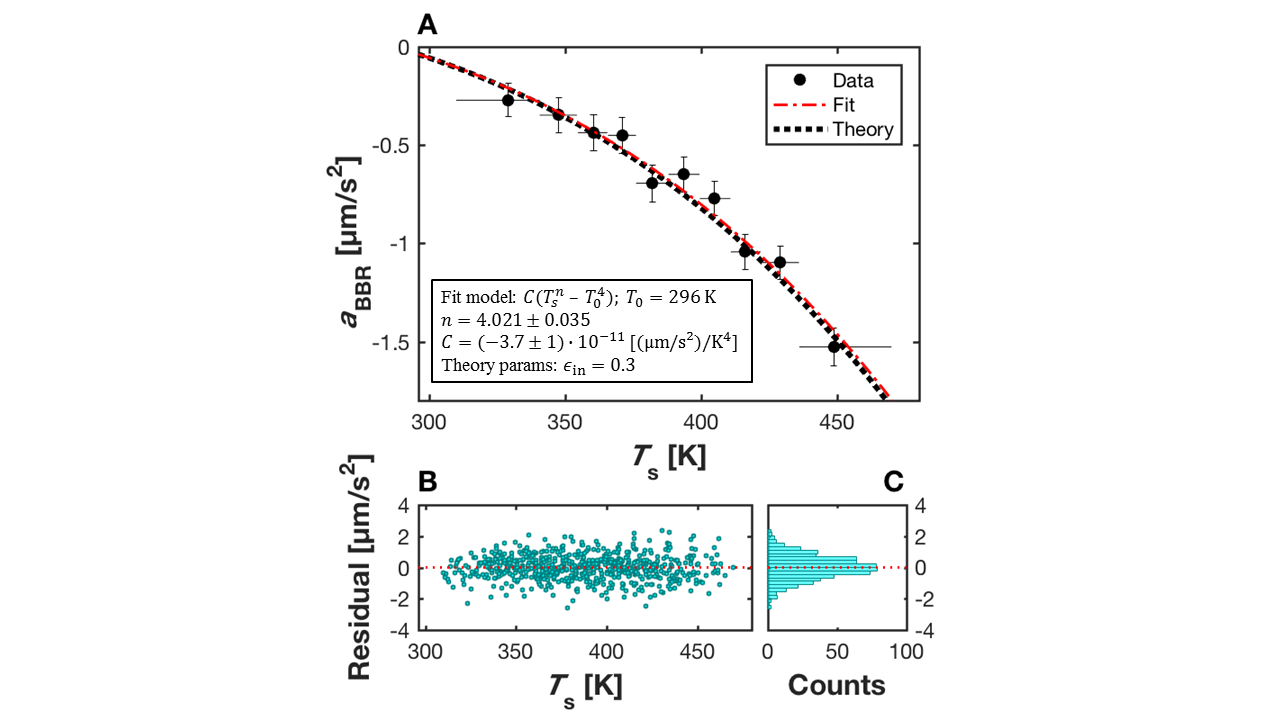 A
0
-0.5
-1
-1.5
a_BBR [µm/s²]
Data
Fit
Theory
Fit model: C(T_s^n – T_0^4); T_0 = 296 K
n = 4.021 ± 0.035
C = (−3.7 ± 1) · 10^−11 [(µm/s²)/K⁴]
Theory params: ϵ_in = 0.3
300 350 400 450
T_s [K]
B
4
2
0
-2
-4
Residual [µm/s²]
300 350 400 450
T_s [K]
C
4
2
0
-2
-4
0 50 100
Counts